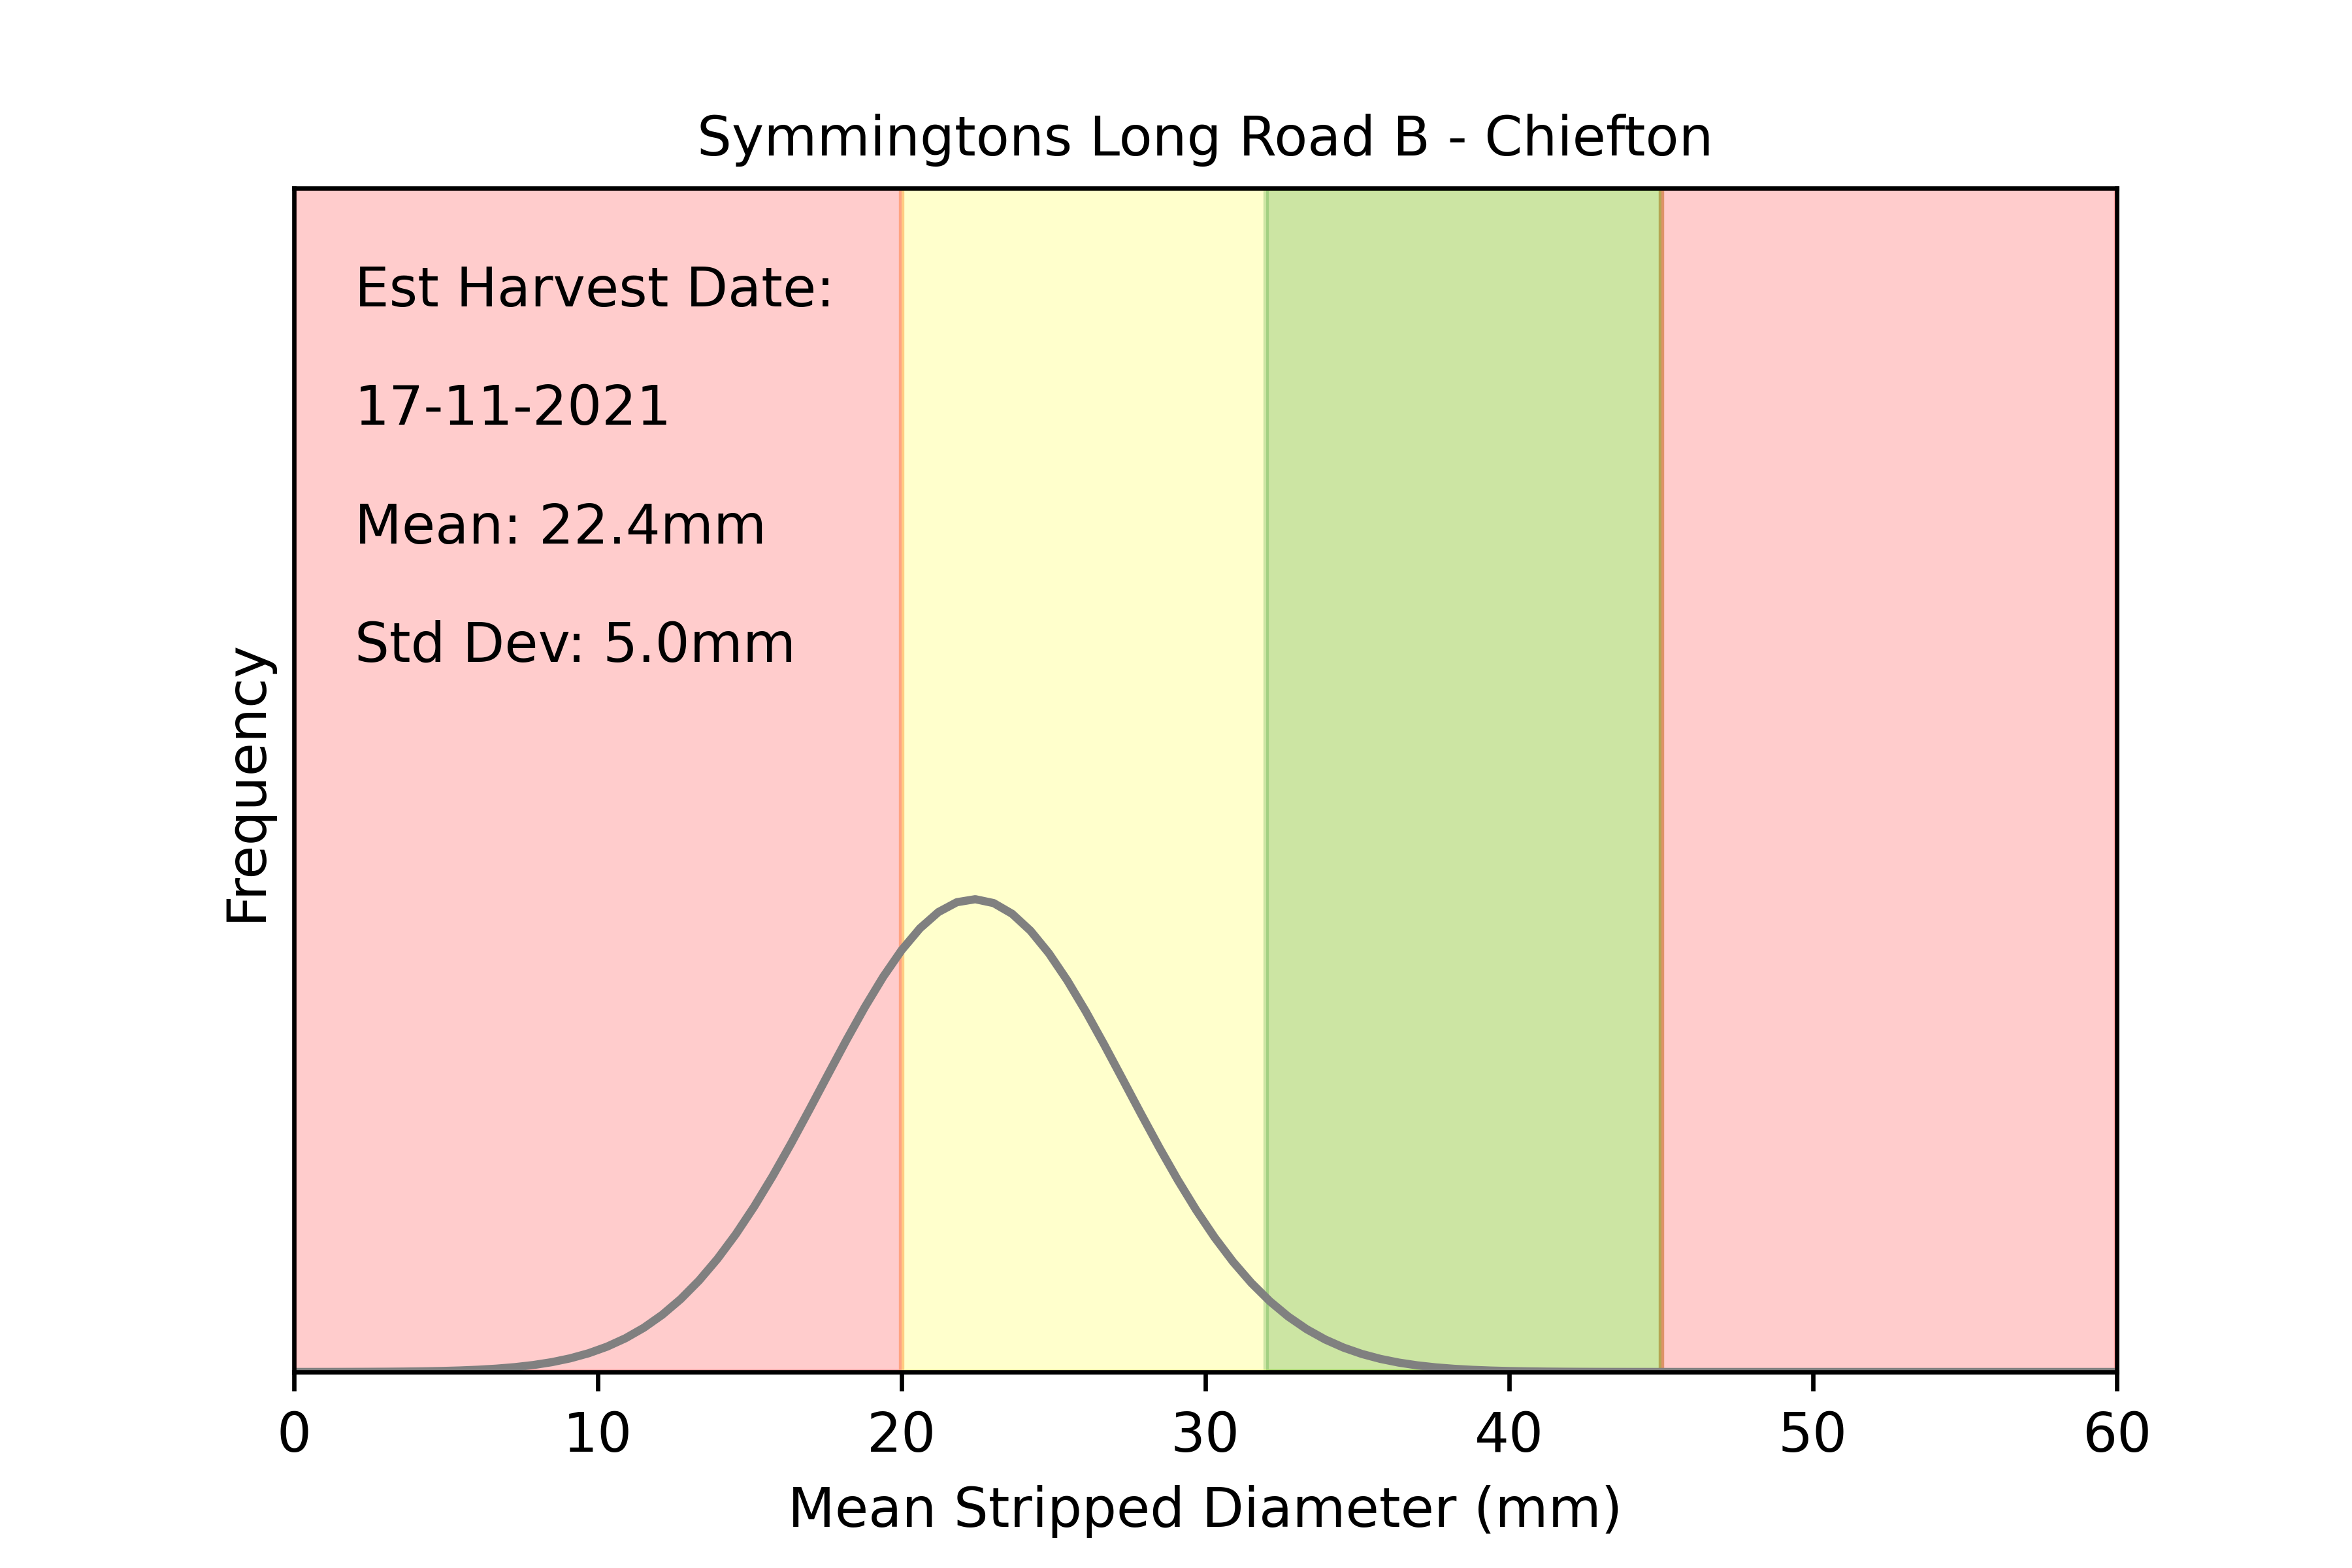 Symmingtons Long Road B - Chiefton
Est Harvest Date:
17-11-2021
Mean: 22.4mm
Std Dev: 5.0mm
Frequency
0 10 20 30 40 50 60
Mean Stripped Diameter (mm)